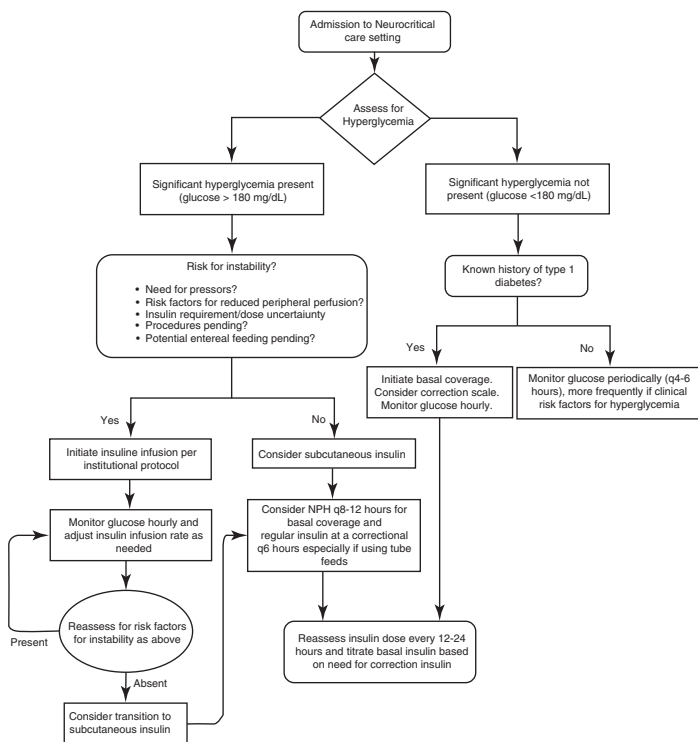 Admission to Neurocritical
care setting
Assess for
Hyperglycemia
Significant hyperglycemia present
(glucose > 180 mg/dL)
Significant hyperglycemia not
present (glucose <180 mg/dL)
Risk for instability?
• Need for pressors?
• Risk factors for reduced peripheral perfusion?
• Insulin requirement/dose uncertaiunty
• Procedures pending?
• Potential entereal feeding pending?
Known history of type 1
diabetes?
Yes
No
Initiate basal coverage.
Consider correction scale.
Monitor glucose hourly.
Monitor glucose periodically (q4-6
hours), more frequently if clinical
risk factors for hyperglycemia
Yes
No
Initiate insuline infusion per
institutional protocol
Consider subcutaneous insulin
Monitor glucose hourly and
adjust insulin infusion rate as
needed
Consider NPH q8-12 hours for
basal coverage and
regular insulin at a correctional
q6 hours especially if using tube
feeds
Reassess for risk factors
for instability as above
Present
Absent
Reassess insulin dose every 12-24
hours and titrate basal insulin based
on need for correction insulin
Consider transition to
subcutaneous insulin